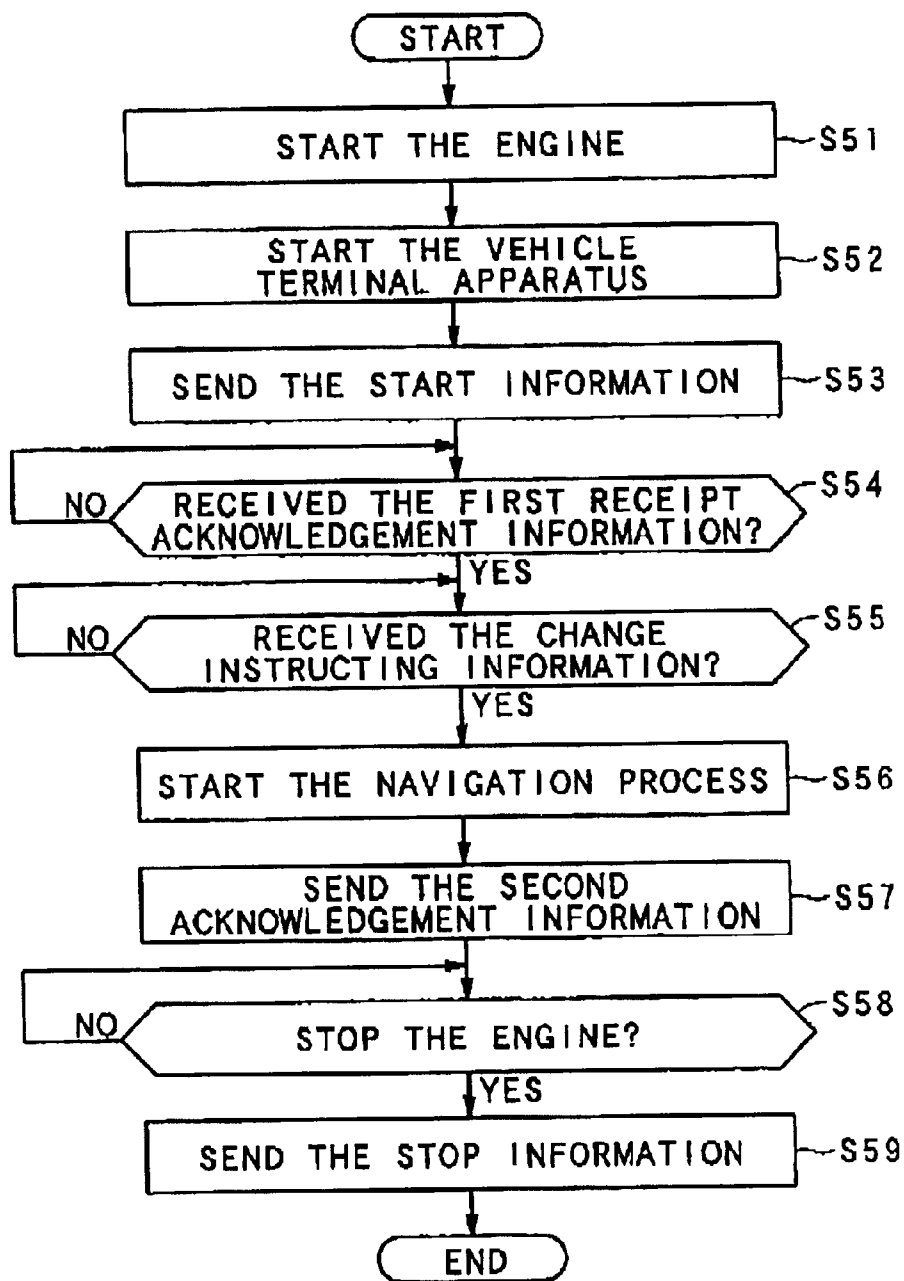 START
START THE ENGINE
S51
START THE VEHICLE
TERMINAL APPARATUS
S52
SEND THE START INFORMATION
S53
RECEIVED THE FIRST RECEIPT
ACKNOWLEDGEMENT INFORMATION?
S54
NO
YES
RECEIVED THE CHANGE
INSTRUCTING INFORMATION?
S55
NO
YES
START THE NAVIGATION PROCESS
S56
SEND THE SECOND
ACKNOWLEDGEMENT INFORMATION
S57
STOP THE ENGINE?
S58
NO
YES
SEND THE STOP INFORMATION
S59
END